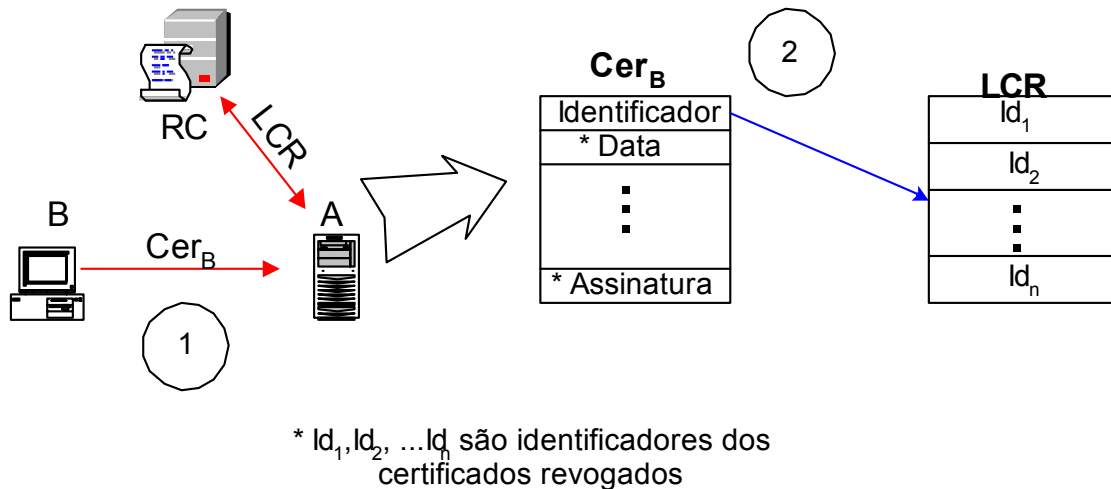 RC
LCR
B
A
Cer_B
1
2
Cer_B
Identificador
* Data
* Assinatura
LCR
Id_1
Id_2
Id_n
* Id_1,Id_2, ...Id_n são identificadores dos
certificados revogados